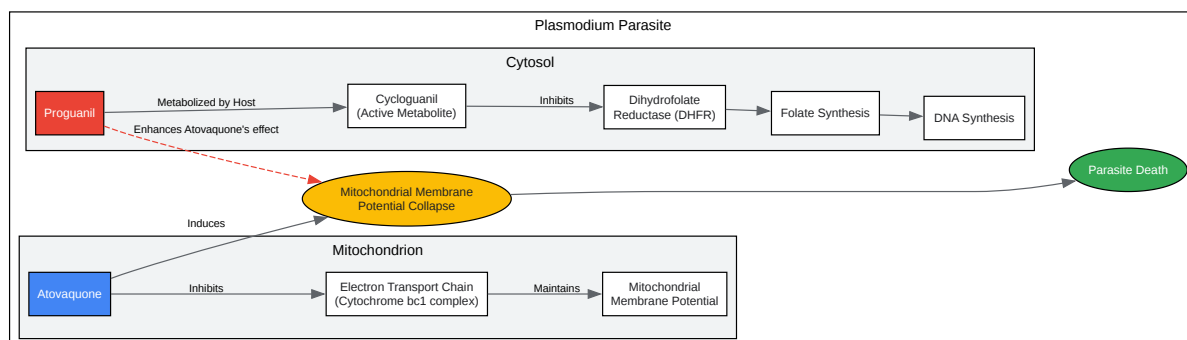 Plasmodium Parasite
Cytosol
Proguanil
Metabolized by Host
Cycloguanil
(Active Metabolite)
Inhibits
Dihydrofolate
Reductase (DHFR)
Folate Synthesis
DNA Synthesis
Enhances Atovaquone's effect
Mitochondrial Membrane
Potential Collapse
Parasite Death
Induces
Mitochondrion
Atovaquone
Inhibits
Electron Transport Chain
(Cytochrome bc1 complex)
Maintains
Mitochondrial
Membrane Potential